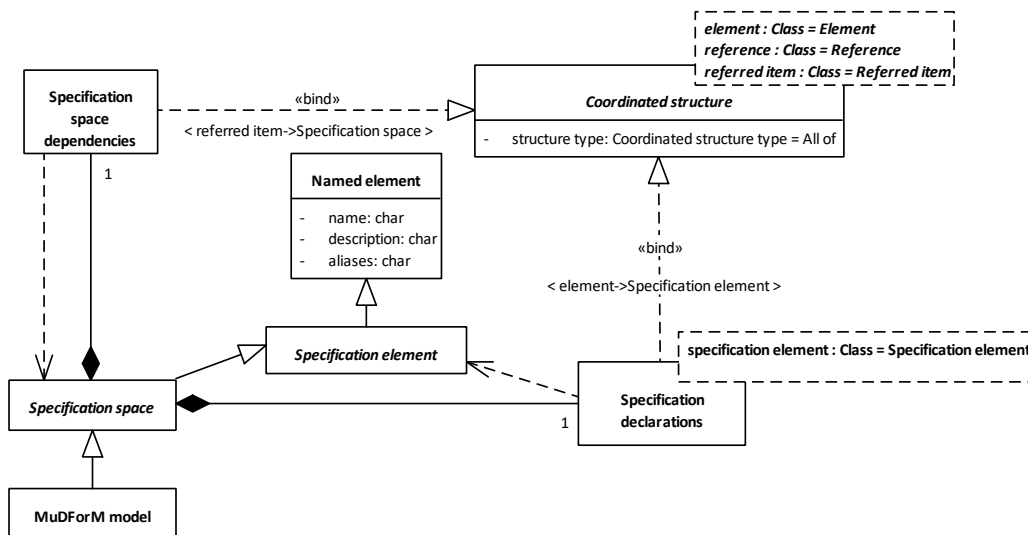 element : Class = Element
reference : Class = Reference
referred item : Class = Referred item
Specification
space
dependencies
«bind»
< referred item->Specification space >
Coordinated structure
- structure type: Coordinated structure type = All of
1
Named element
- name: char
- description: char
- aliases: char
«bind»
< element->Specification element >
Specification element
specification element : Class = Specification element
Specification space
1
Specification
declarations
MuDForM model